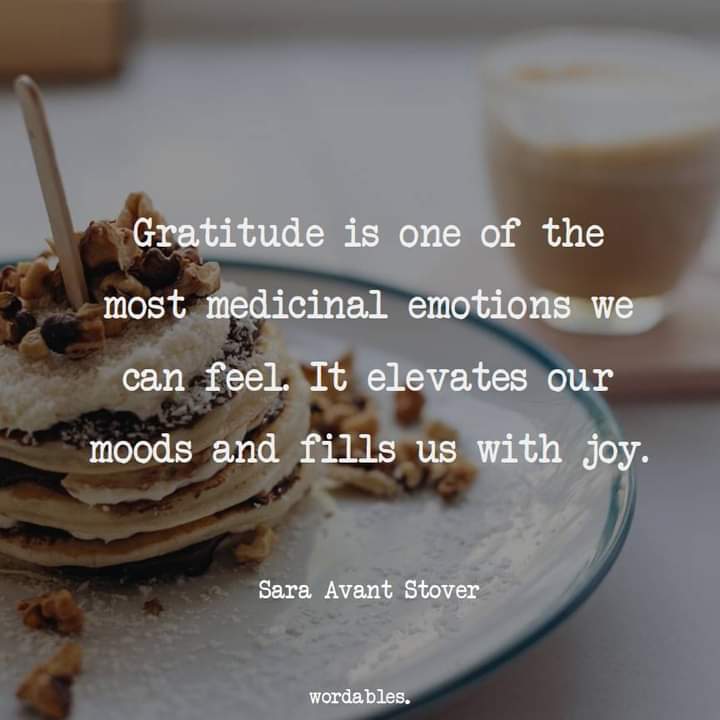 Gratitude is one of the
most medicinal emotions we
can feel. It elevates our
moods and fills us with joy.
Sara Avant Stover
wordables.